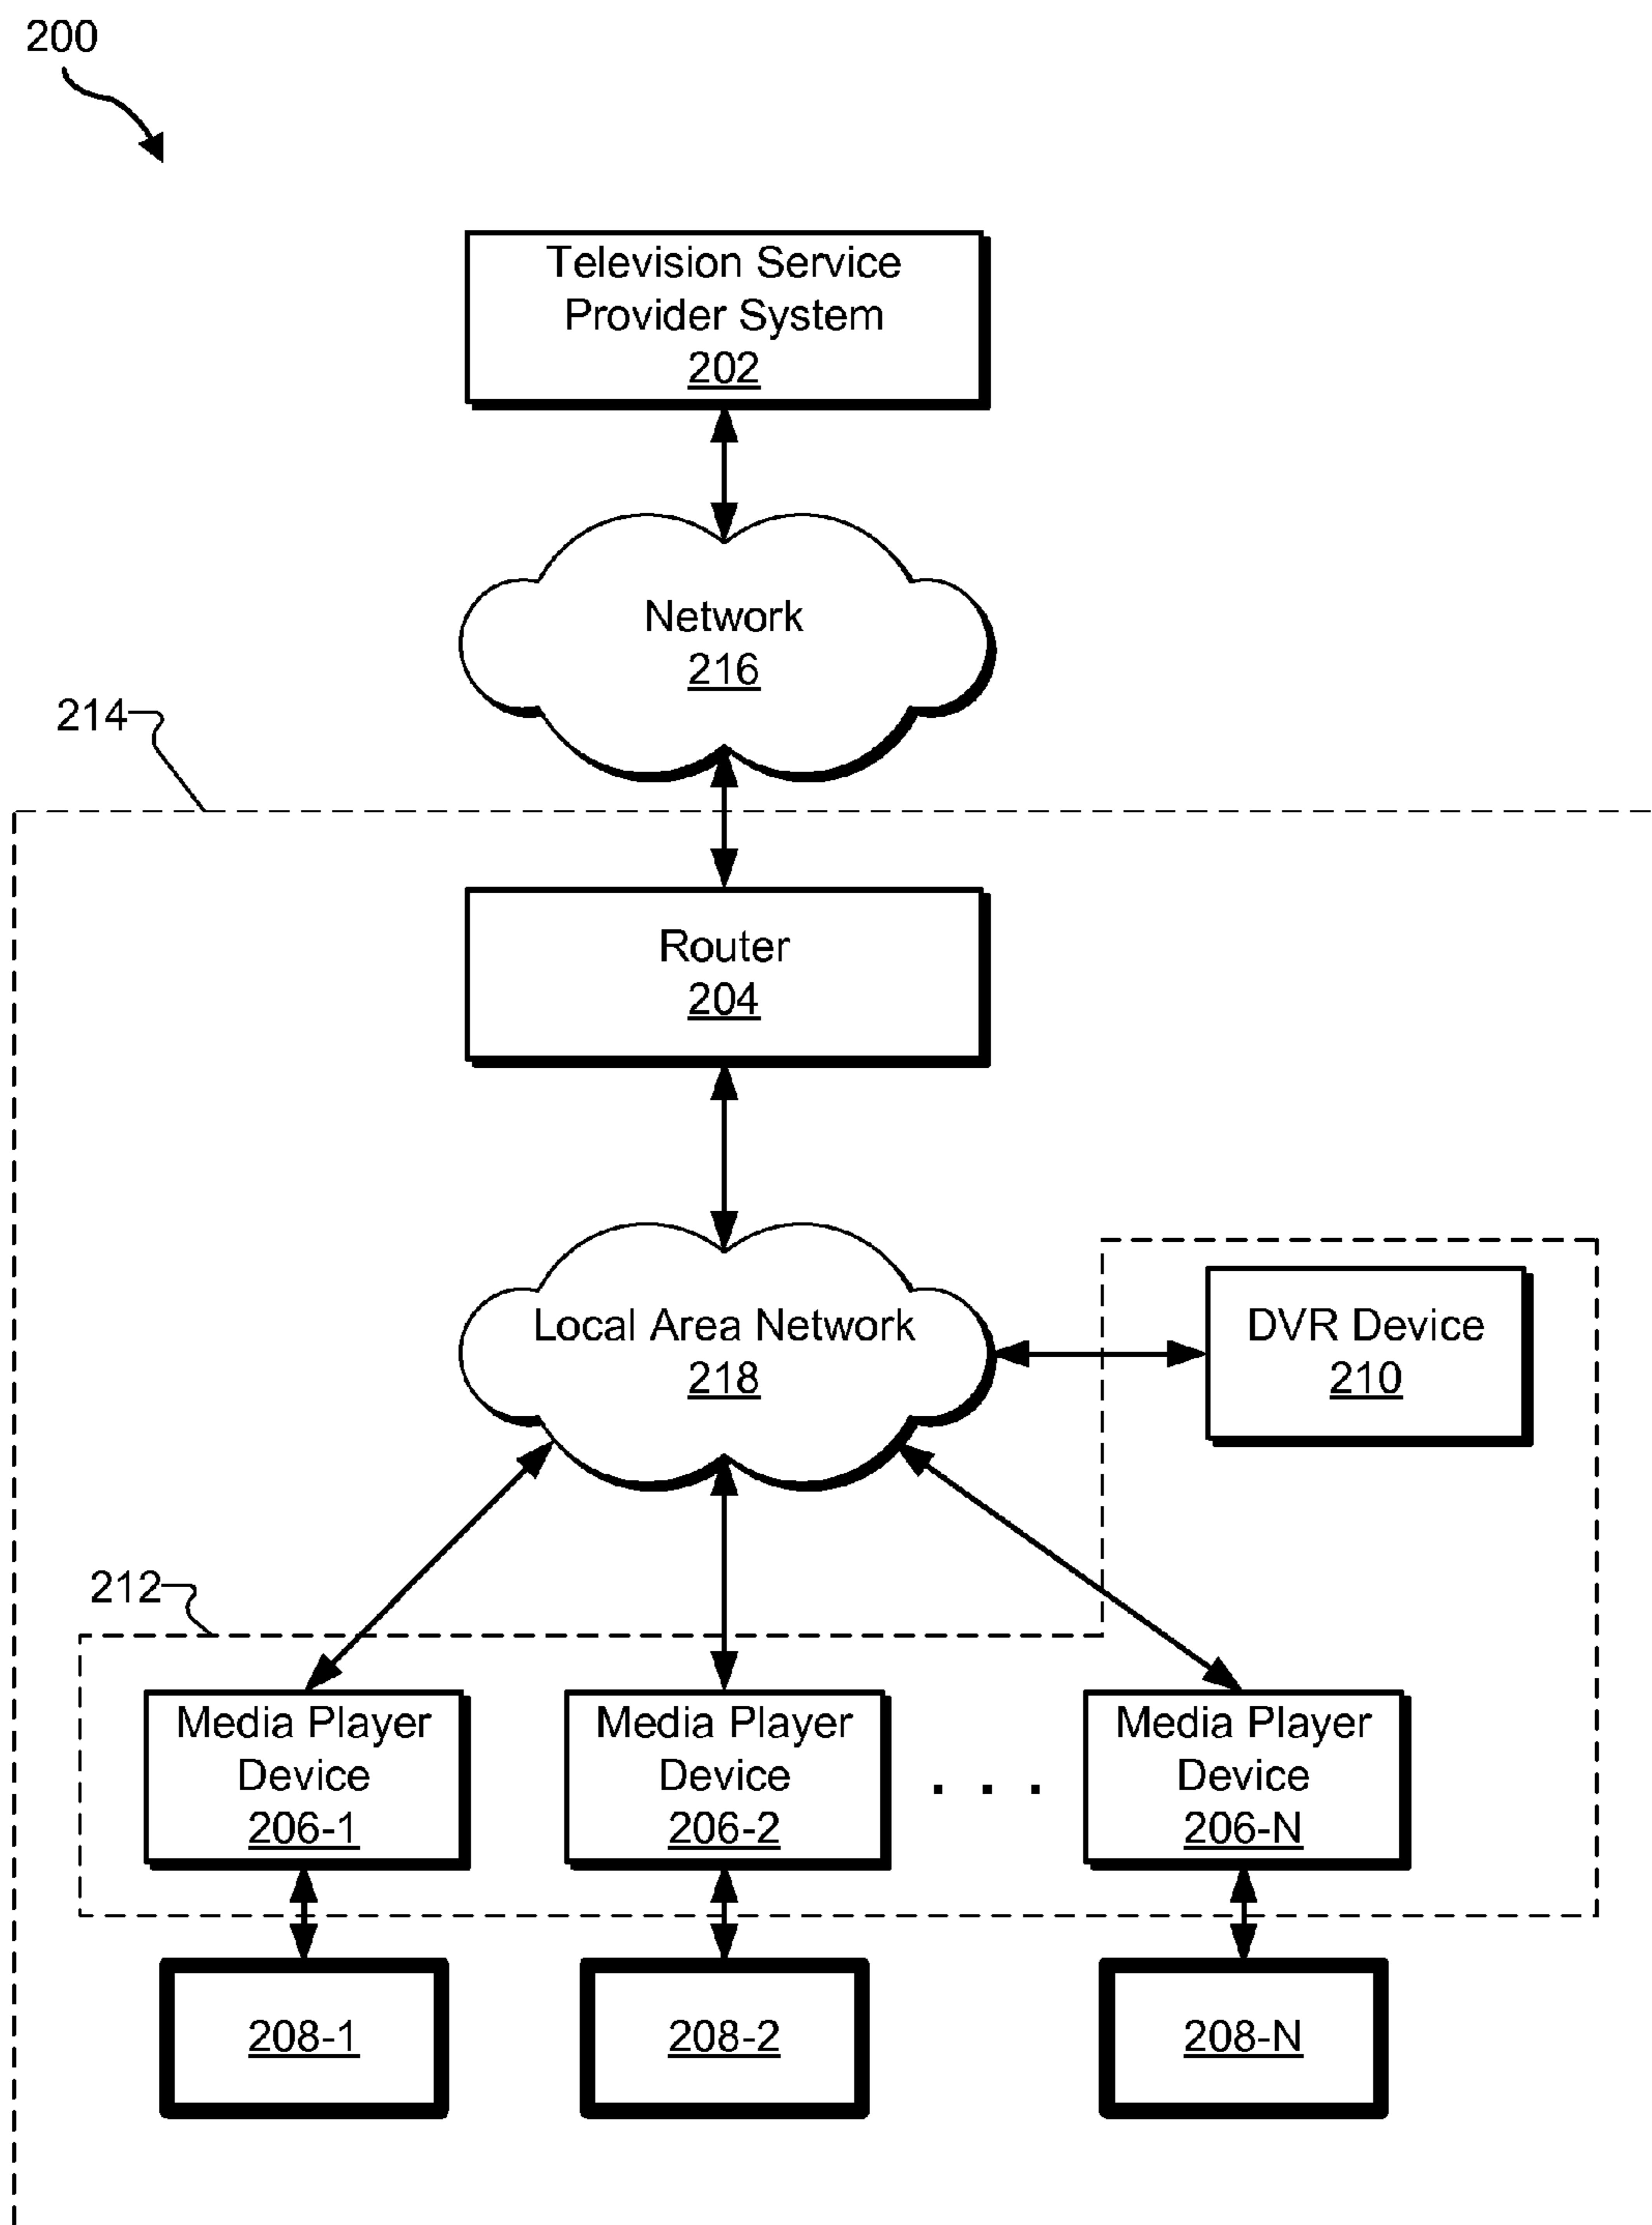 200
Television Service
Provider System
202
Network
216
214
Router
204
Local Area Network
218
DVR Device
210
212
Media Player
Device
206-1
Media Player
Device
206-2
. . .
Media Player
Device
206-N
208-1
208-2
208-N